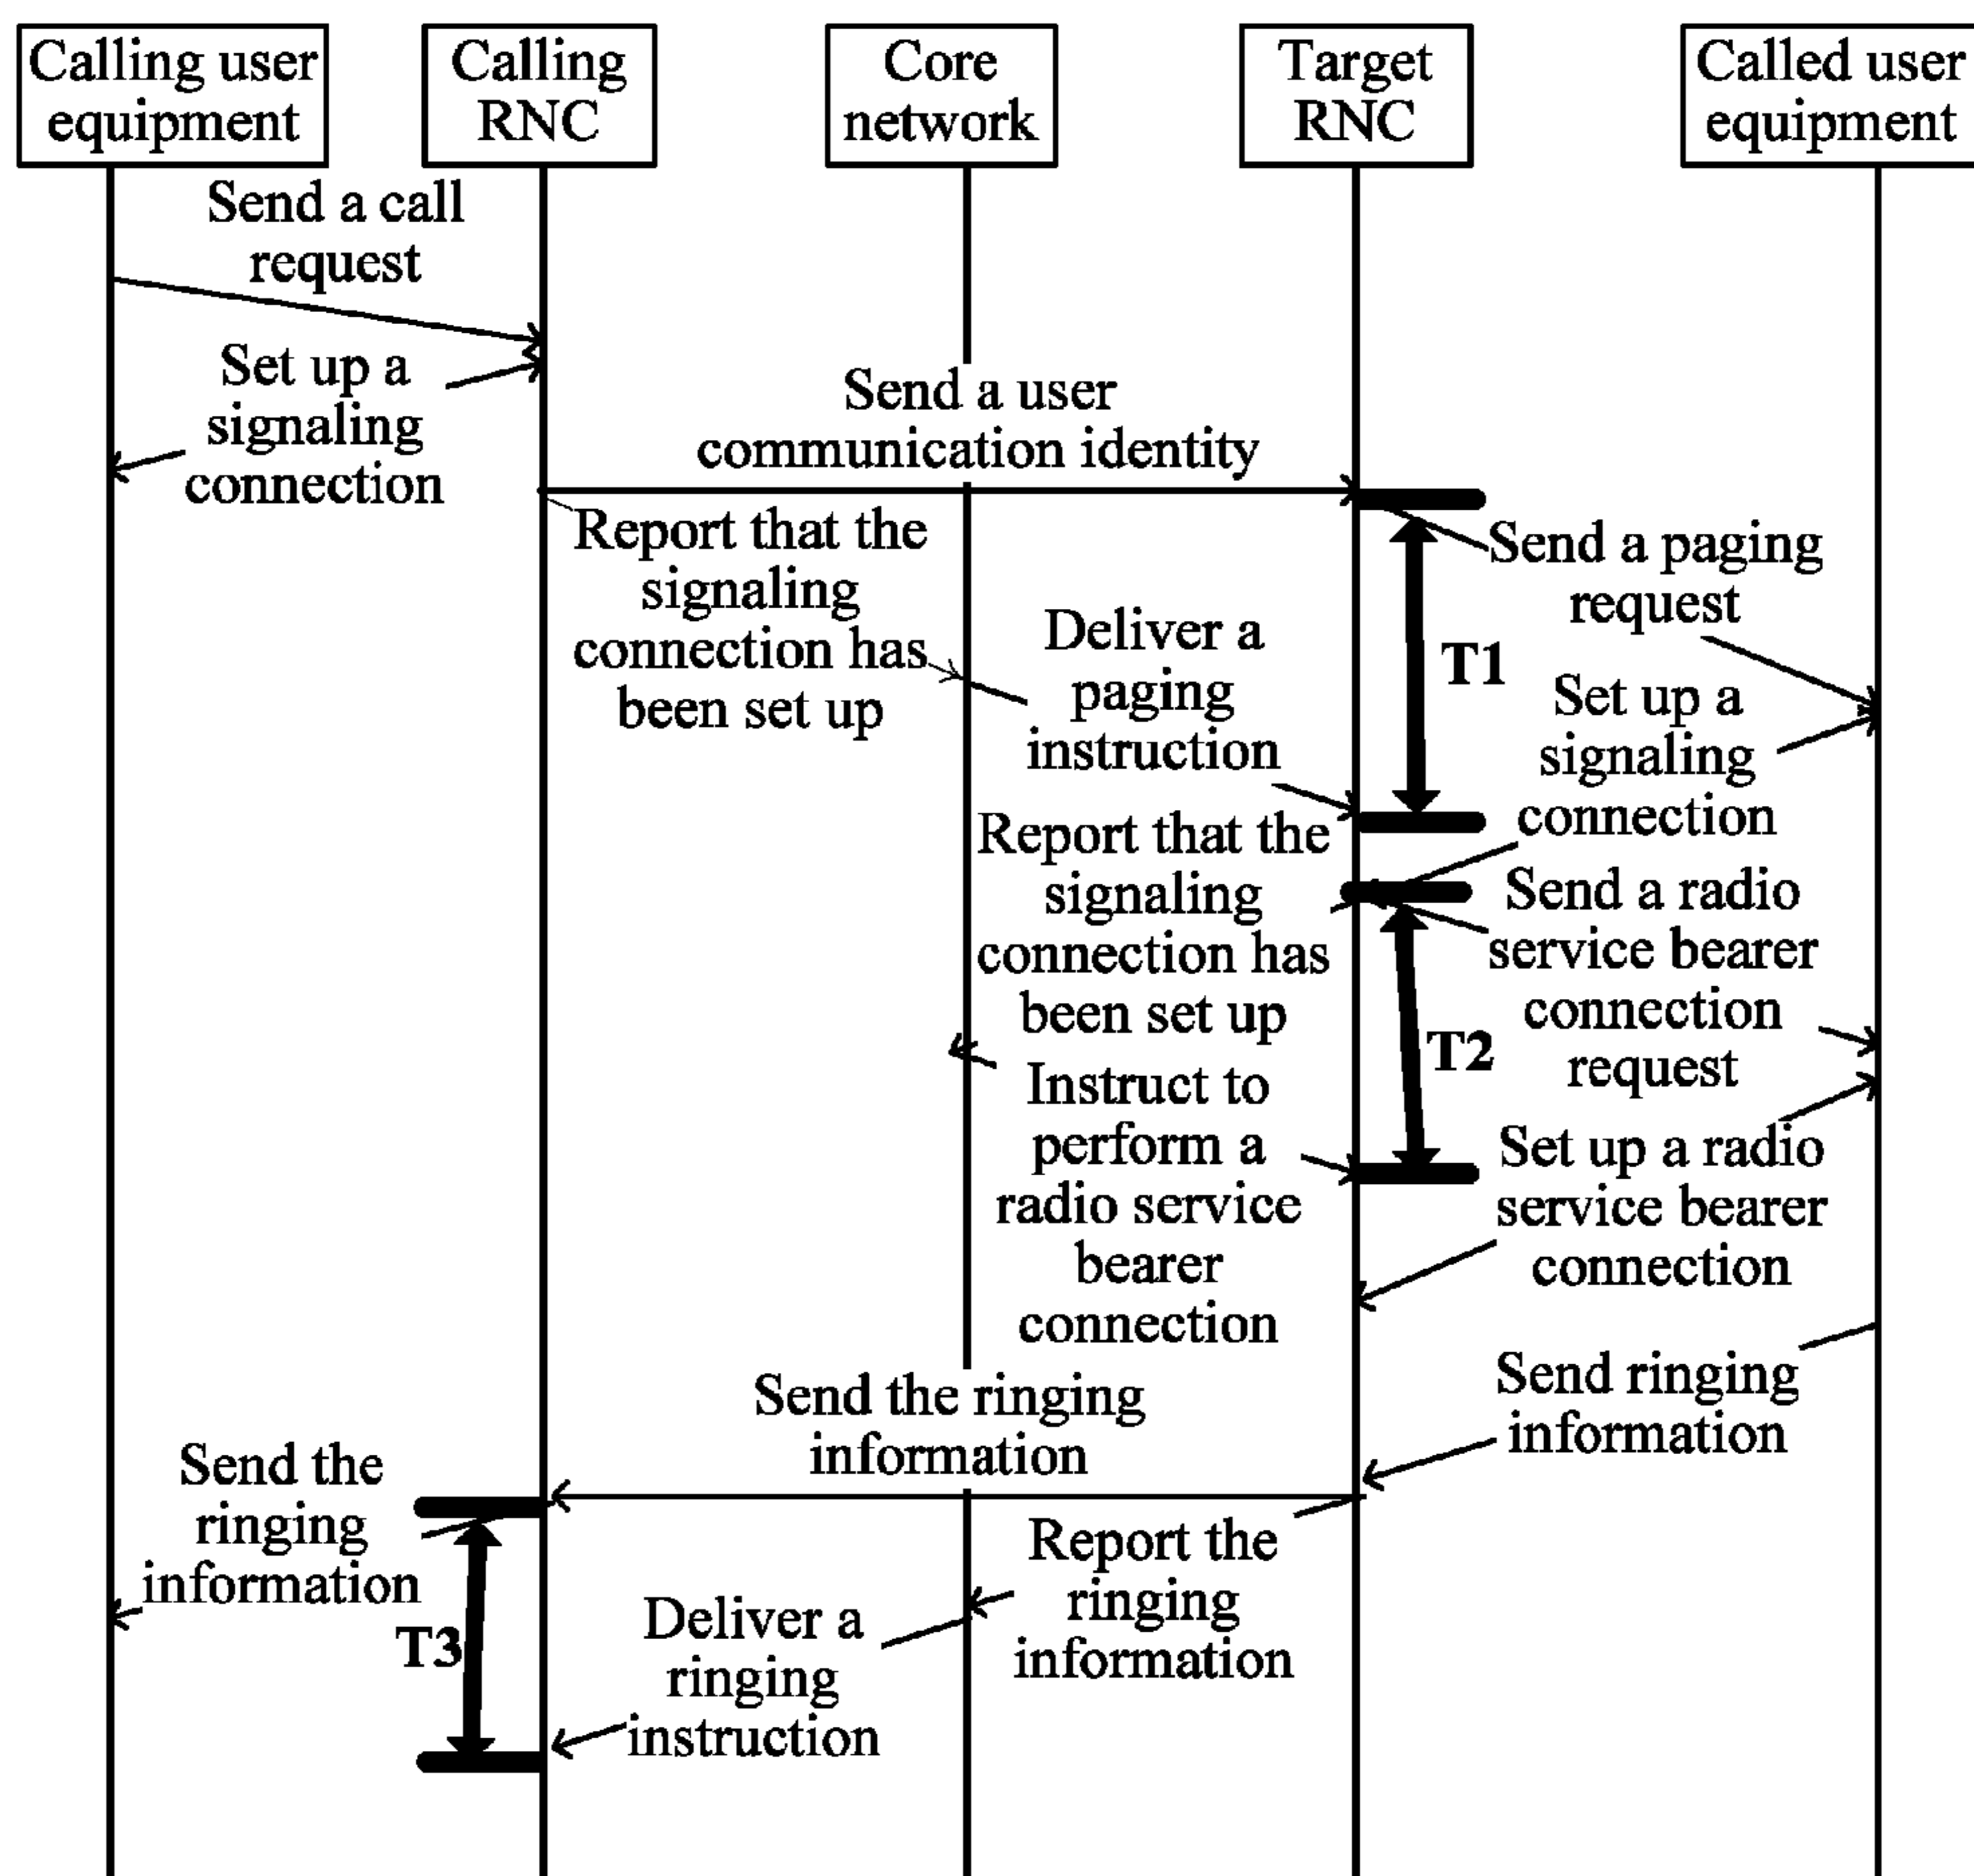 Calling user
equipment
Calling
RNC
Core
network
Target
RNC
Called user
equipment
Send a call
request
Set up a
signaling
connection
Send a user
communication identity
Report that the
signaling
connection has
been set up
Deliver a
paging
instruction
T1
Send a paging
request
Set up a
signaling
connection
Report that the
signaling
connection has
been set up
Send a radio
service bearer
connection
request
T2
Instruct to
perform a
radio service
bearer
connection
Set up a radio
service bearer
connection
Send ringing
information
Send the ringing
information
Send the
ringing
information
T3
Report the
ringing
information
Deliver a
ringing
instruction